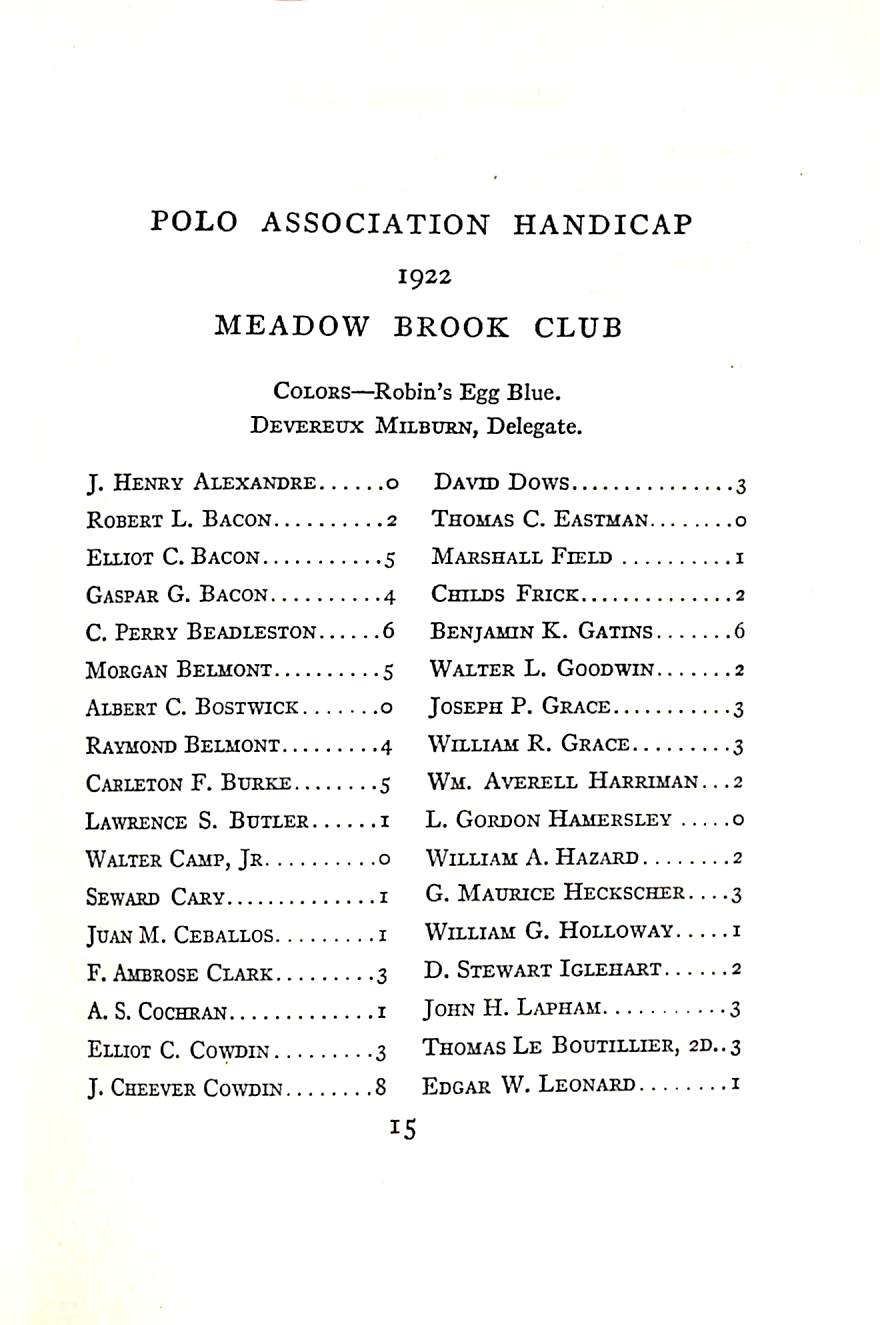 POLO ASSOCIATION HANDICAP
1922
MEADOW BROOK CLUB
COLORS—Robin's Egg Blue.
DEVEREUX MILBURN, Delegate.
J. HENRY ALEXANDRE......0
ROBERT L. BACON..........2
ELLIOT C. BACON...........5
GASPAR G. BACON..........4
C. PERRY BEADLESTON......6
MORGAN BELMONT..........5
ALBERT C. BOSTWICK.......0
RAYMOND BELMONT.........4
CARLETON F. BURKE........5
LAWRENCE S. BUTLER......1
WALTER CAMP, JR..........0
SEWARD CARY..............1
JUAN M. CEBALLOS.........1
F. AMBROSE CLARK.........3
A. S. COCHRAN.............1
ELLIOT C. COWDIN.........3
J. CHEEVER COWDIN........8
DAVID DOWS...............3
THOMAS C. EASTMAN........0
MARSHALL FIELD ..........1
CHILDS FRICK..............2
BENJAMIN K. GATINS.......6
WALTER L. GOODWIN.......2
JOSEPH P. GRACE...........3
WILLIAM R. GRACE.........3
WM. AVERELL HARRIMAN...2
L. GORDON HAMERSLEY .....0
WILLIAM A. HAZARD........2
G. MAURICE HECKSCHER....3
WILLIAM G. HOLLOWAY.....1
D. STEWART IGLEHART......2
JOHN H. LAPHAM...........3
THOMAS LE BOUTILLIER, 2D..3
EDGAR W. LEONARD........1
15